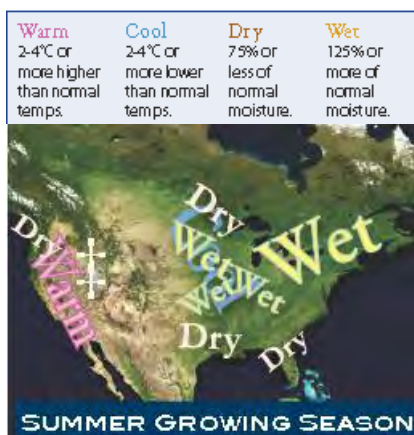 Warm Cool Dry Wet
2-4°C or 2-4°C or 75% or 125% or
more higher more lower less of more of
than normal than normal normal normal
temps. temps. moisture. moisture.
Dry
Wet
Dry
Wet
Warm
Wet
Wet
Dry
Dry
SUMMER GROWING SEASON